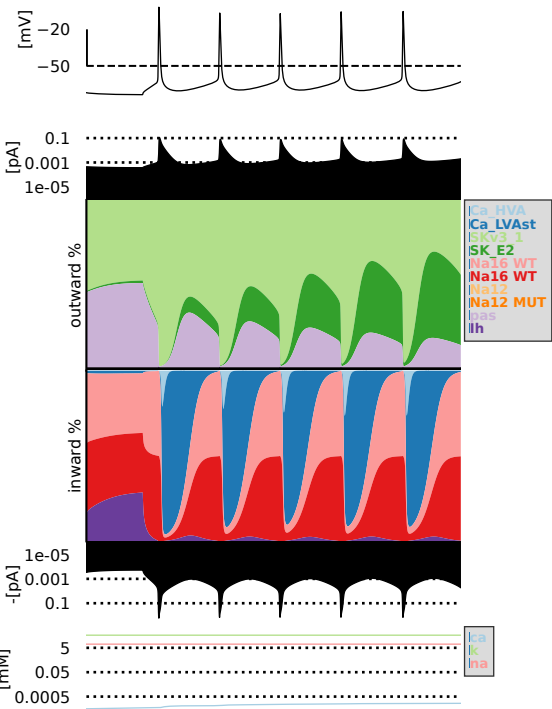 [mV]
−20
−50
[pA]
0.1
0.001
1e-05
outward %
Ca_HVA
Ca_LVAst
SKv3_1
SK_E2
Na16 WT
Na16 WT
Na12
Na12 MUT
pas
Ih
inward %
-[pA]
1e-05
0.001
0.1
[mM]
5
0.05
0.0005
ca
k
na